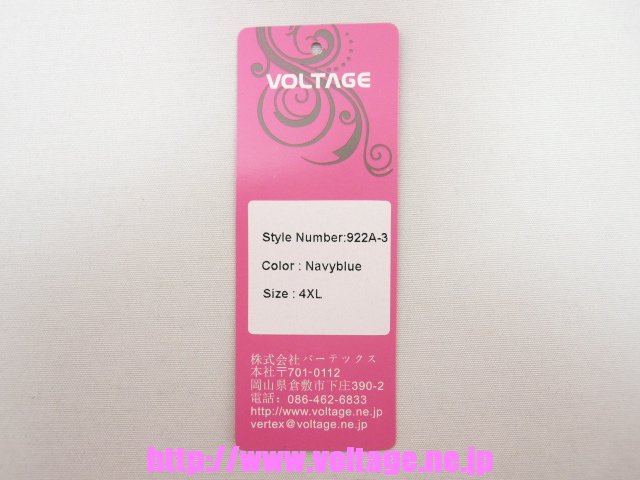 VOLTAGE
Style Number:922A-3
Color : Navyblue
Size : 4XL
株式会社バーテックス
本社〒701-0112
岡山県倉敷市下庄390-2
電話: 086-462-6833
http://www.voltage.ne.jp
vertex@voltage.ne.jp
http://www.voltage.ne.jp